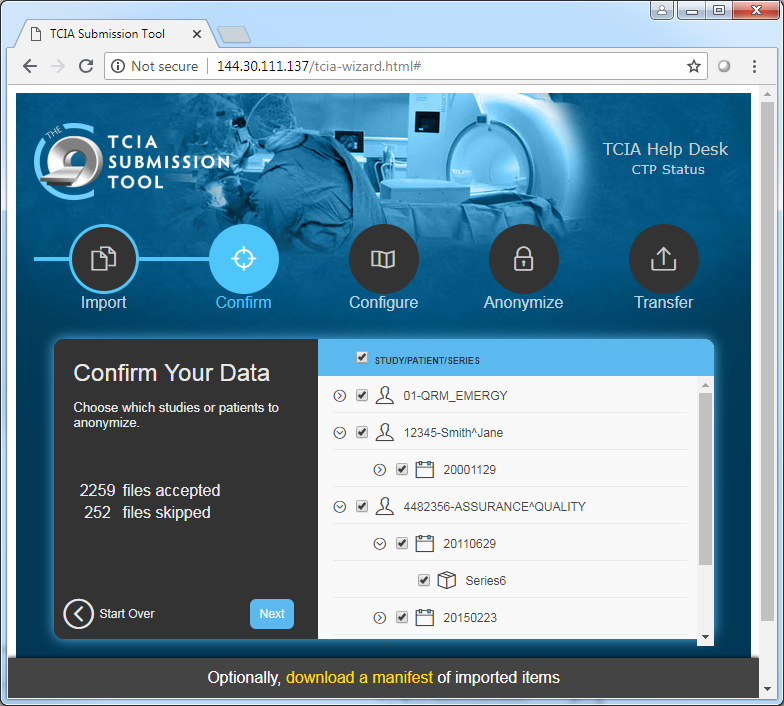 TCIA Submission Tool
Not secure
144.30.111.137/tcia-wizard.html#
THE
TCIA
SUBMISSION
TOOL
TCIA Help Desk
CTP Status
Import
Confirm
Configure
Anonymize
Transfer
Confirm Your Data
Choose which studies or patients to
anonymize.
2259 files accepted
252 files skipped
Start Over
Next
STUDY/PATIENT/SERIES
01-QRM_EMERGY
12345-Smith^Jane
20001129
4482356-ASSURANCE^QUALITY
20110629
Series6
20150223
Optionally, download a manifest of imported items